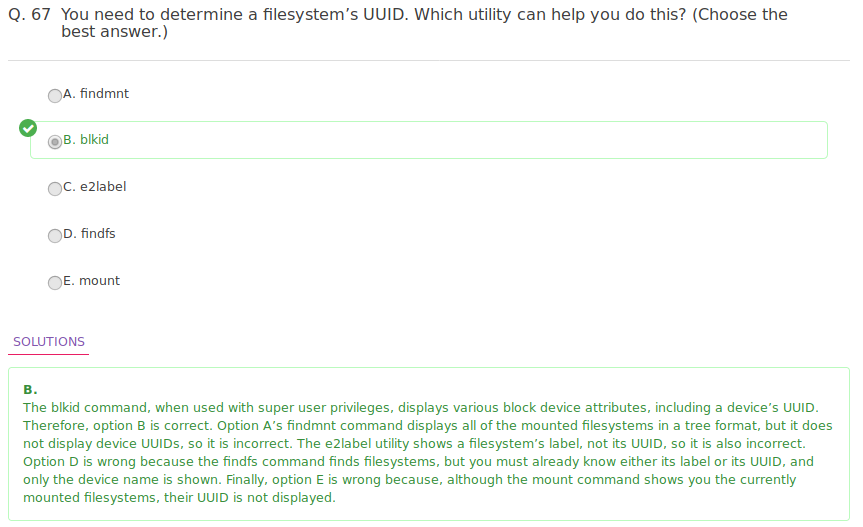 Q. 67 You need to determine a filesystem’s UUID. Which utility can help you do this? (Choose the
best answer.)
A. findmnt
B. blkid
C. e2label
D. findfs
E. mount
SOLUTIONS
B.
The blkid command, when used with super user privileges, displays various block device attributes, including a device’s UUID.
Therefore, option B is correct. Option A’s findmnt command displays all of the mounted filesystems in a tree format, but it does
not display device UUIDs, so it is incorrect. The e2label utility shows a filesystem’s label, not its UUID, so it is also incorrect.
Option D is wrong because the findfs command finds filesystems, but you must already know either its label or its UUID, and
only the device name is shown. Finally, option E is wrong because, although the mount command shows you the currently
mounted filesystems, their UUID is not displayed.